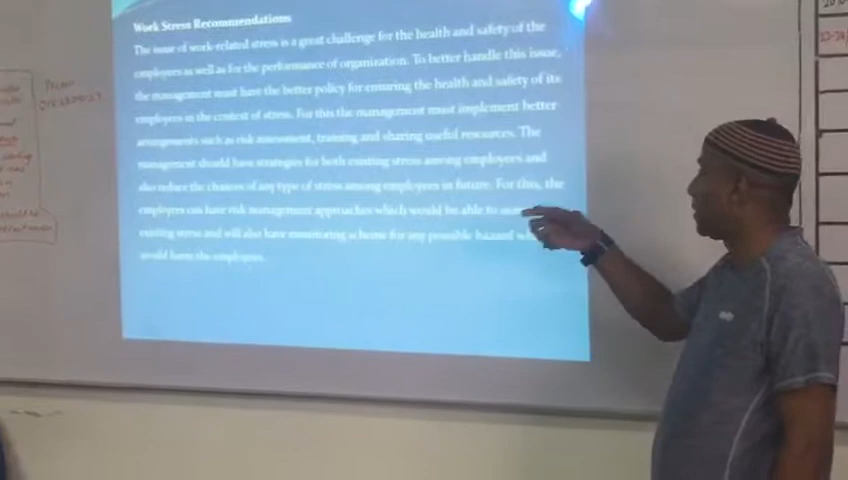 Work Stress Recommendations
The issue of work-related stress is a great challenge for the health and safety of the
employees as well as for the performance of organization. To better handle this issue,
the management must have the better policy for ensuring the health and safety of its
employees in the context of stress. For this the management must implement better
arrangements such as risk assessment, training and sharing useful resources. The
management should have strategies for both existing stress among employees and
also reduce the chances of any type of stress among employees in future. For this, the
employees can have risk management approaches which would be able to
existing stress and will also have monitoring scheme for any possible hazard
would harm the employees.